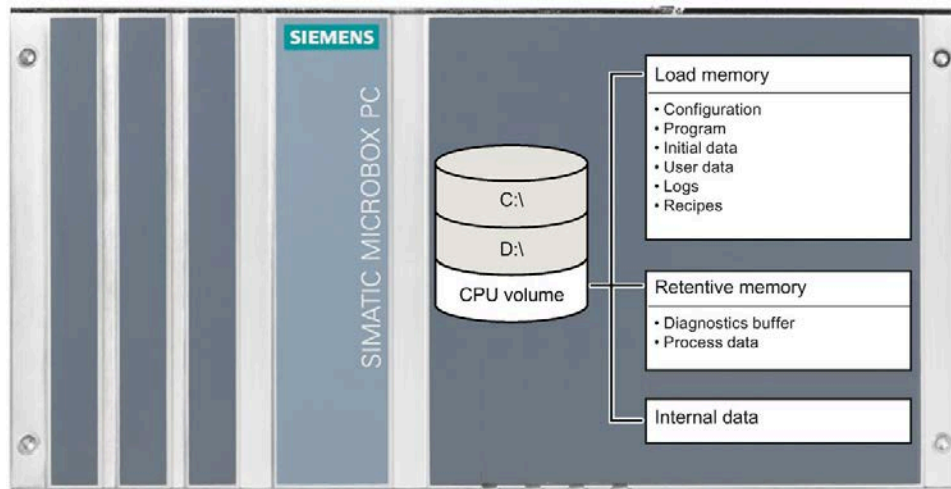 SIEMENS
SIMATIC MICROBOX PC
C:\
D:\
CPU volume
Load memory
• Configuration
• Program
• Initial data
• User data
• Logs
• Recipes
Retentive memory
• Diagnostics buffer
• Process data
Internal data